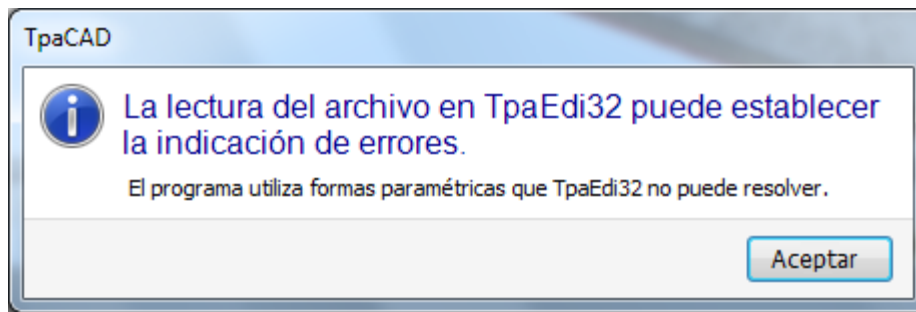 TpaCAD
La lectura del archivo en TpaEdi32 puede establecer
la indicación de errores.
El programa utiliza formas paramétricas que TpaEdi32 no puede resolver.
Aceptar